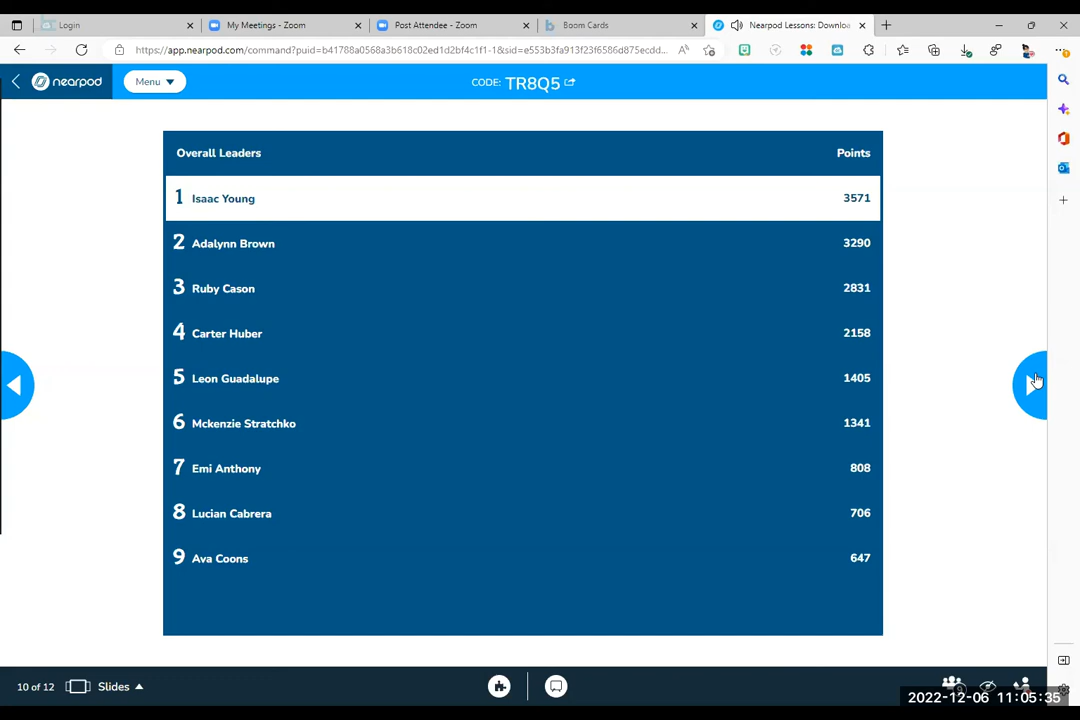 Login
My Meetings - Zoom
Post Attendee - Zoom
Boom Cards
Nearpod Lessons: Downloa
https://app.nearpod.com/command?puid=b41788a0568a3b618c02ed1d2bf4c1f1-1&sid=e553b3fa913f23f6586d875ecdd...
nearpod
Menu
CODE: TR8Q5
Overall Leaders Points
1 Isaac Young 3571
2 Adalynn Brown 3290
3 Ruby Cason 2831
4 Carter Huber 2158
5 Leon Guadalupe 1405
6 Mckenzie Stratchko 1341
7 Emi Anthony 808
8 Lucian Cabrera 706
9 Ava Coons 647
10 of 12 Slides
2022-12-06 11:05:35